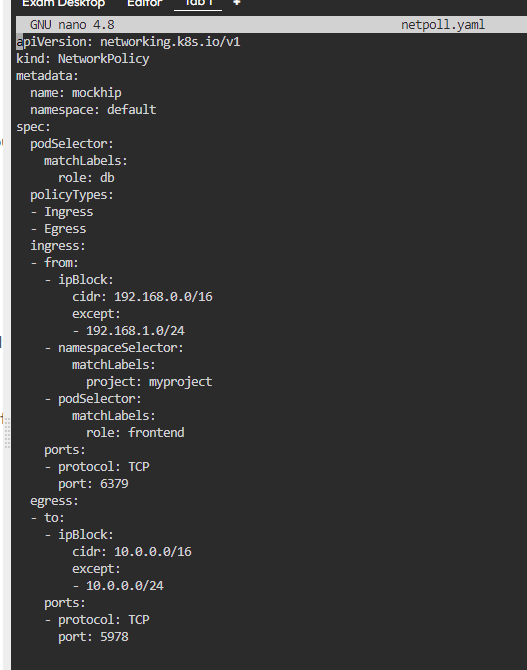 Exam Desktop Editor Tab 1 +
GNU nano 4.8 netpoll.yaml
apiVersion: networking.k8s.io/v1
kind: NetworkPolicy
metadata:
  name: mockhip
  namespace: default
spec:
  podSelector:
    matchLabels:
      role: db
  policyTypes:
  - Ingress
  - Egress
  ingress:
  - from:
    - ipBlock:
        cidr: 192.168.0.0/16
        except:
        - 192.168.1.0/24
    - namespaceSelector:
        matchLabels:
          project: myproject
    - podSelector:
        matchLabels:
          role: frontend
    ports:
    - protocol: TCP
      port: 6379
  egress:
  - to:
    - ipBlock:
        cidr: 10.0.0.0/16
        except:
        - 10.0.0.0/24
    ports:
    - protocol: TCP
      port: 5978